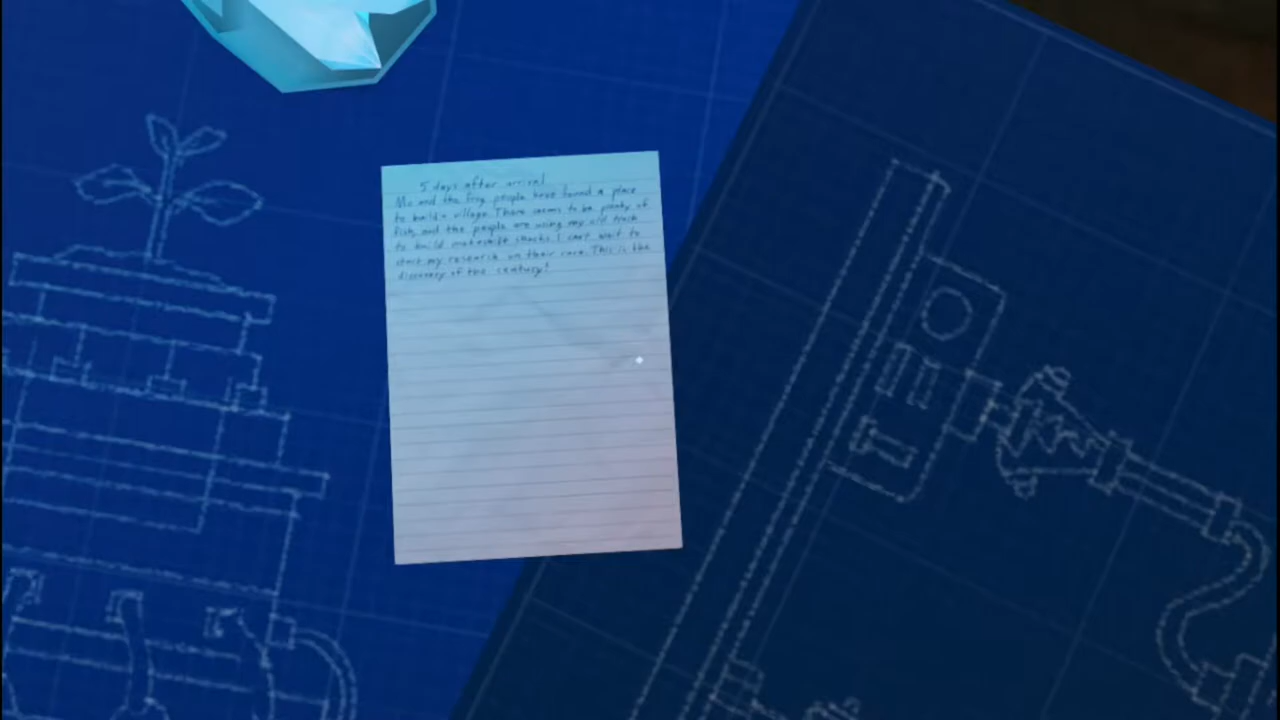 5 days after arrival
Me and the frog people have found a place
to build a village. There seems to be plenty of
fish, and the people are using my old trash
to build makeshift shacks. I can't wait to
start my research on their race. This is the
discovery of the century!